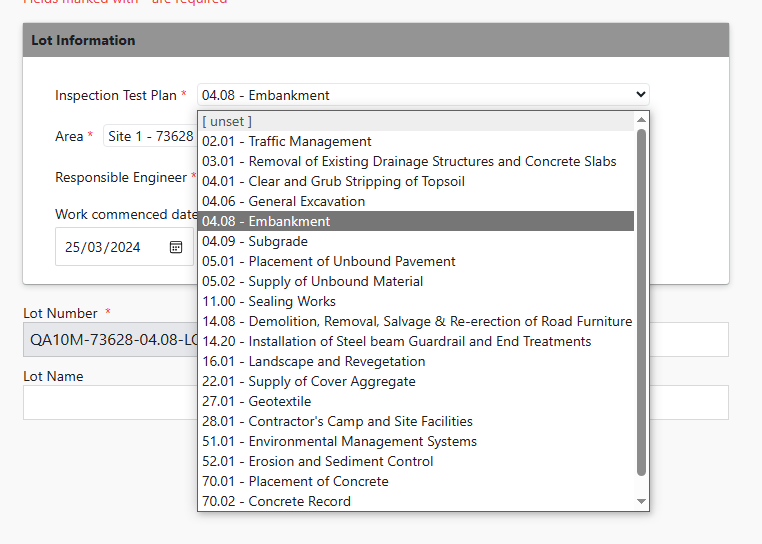 Fields marked with * are required
Lot Information
Inspection Test Plan * 04.08 - Embankment
Area * Site 1 - 73628
Responsible Engineer *
Work commenced date
25/03/2024
[ unset ]
02.01 - Traffic Management
03.01 - Removal of Existing Drainage Structures and Concrete Slabs
04.01 - Clear and Grub Stripping of Topsoil
04.06 - General Excavation
04.08 - Embankment
04.09 - Subgrade
05.01 - Placement of Unbound Pavement
05.02 - Supply of Unbound Material
11.00 - Sealing Works
14.08 - Demolition, Removal, Salvage & Re-erection of Road Furniture
14.20 - Installation of Steel beam Guardrail and End Treatments
16.01 - Landscape and Revegetation
22.01 - Supply of Cover Aggregate
27.01 - Geotextile
28.01 - Contractor's Camp and Site Facilities
51.01 - Environmental Management Systems
52.01 - Erosion and Sediment Control
70.01 - Placement of Concrete
70.02 - Concrete Record
Lot Number *
QA10M-73628-04.08-LO
Lot Name